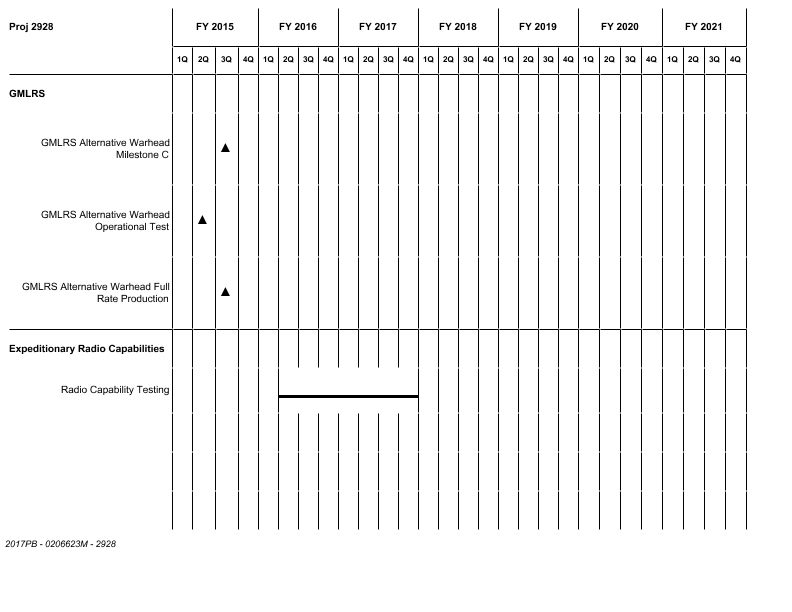 Proj 2928 FY 2015 FY 2016 FY 2017 FY 2018 FY 2019 FY 2020 FY 2021
1Q 2Q 3Q 4Q 1Q 2Q 3Q 4Q 1Q 2Q 3Q 4Q 1Q 2Q 3Q 4Q 1Q 2Q 3Q 4Q 1Q 2Q 3Q 4Q 1Q 2Q 3Q 4Q
GMLRS
GMLRS Alternative Warhead
Milestone C
GMLRS Alternative Warhead
Operational Test
GMLRS Alternative Warhead Full
Rate Production
Expeditionary Radio Capabilities
Radio Capability Testing
2017PB - 0206623M - 2928